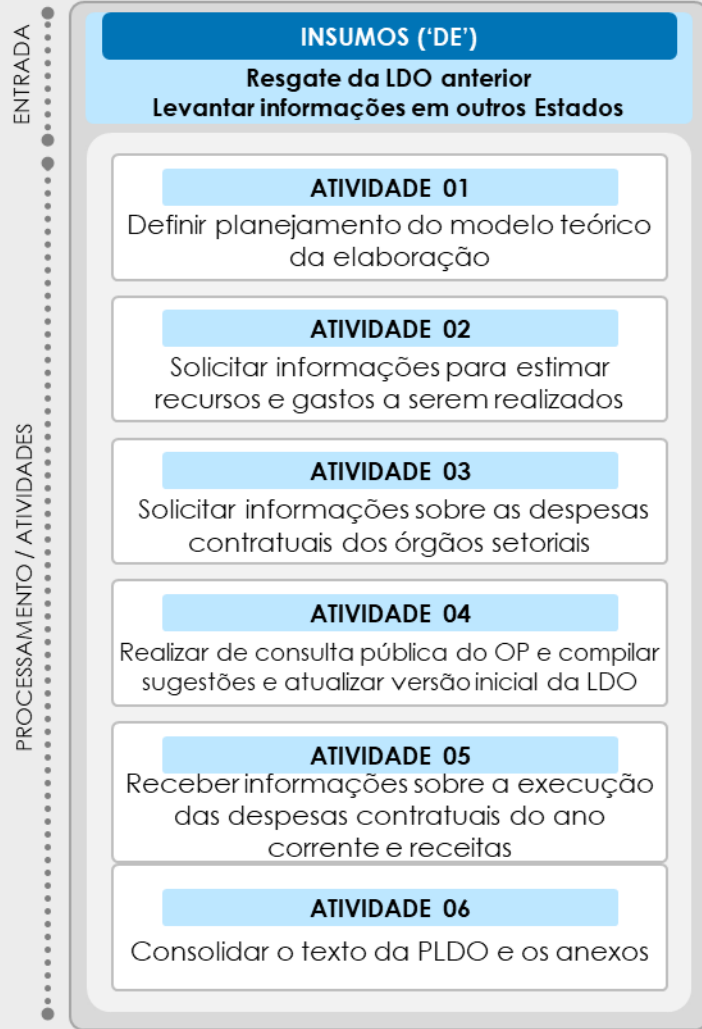 ENTRADA
INSUMOS (‘DE’)
Resgate da LDO anterior
Levantar informações em outros Estados
PROCESSAMENTO / ATIVIDADES
ATIVIDADE 01
Definir planejamento do modelo teórico
da elaboração
ATIVIDADE 02
Solicitar informações para estimar
recursos e gastos a serem realizados
ATIVIDADE 03
Solicitar informações sobre as despesas
contratuais dos órgãos setoriais
ATIVIDADE 04
Realizar de consulta pública do OP e compilar
sugestões e atualizar versão inicial da LDO
ATIVIDADE 05
Receber informações sobre a execução
das despesas contratuais do ano
corrente e receitas
ATIVIDADE 06
Consolidar o texto da PLDO e os anexos